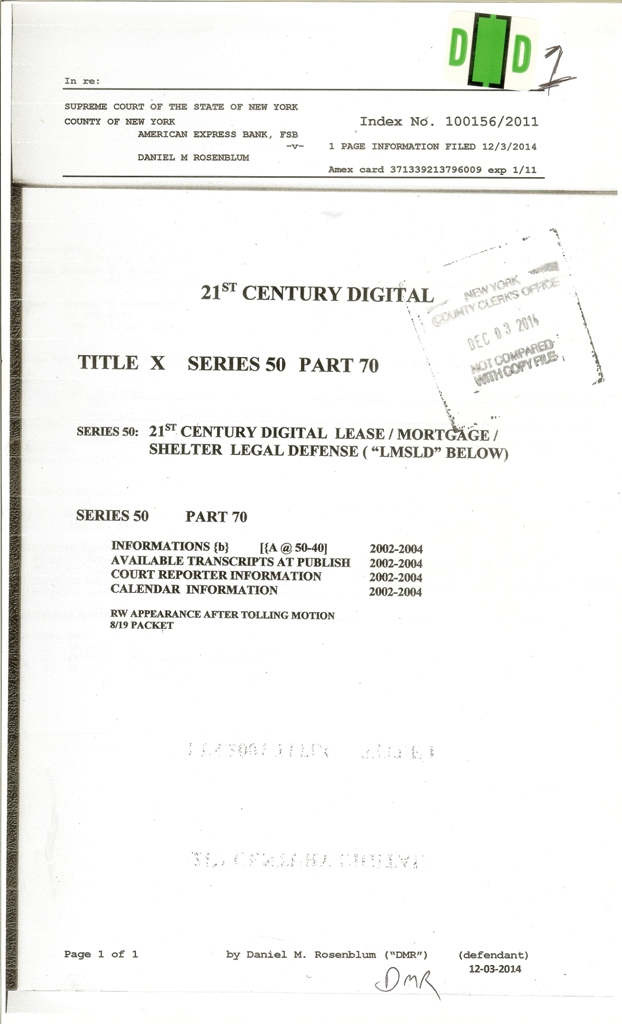 D D 1
In re:
SUPREME COURT OF THE STATE OF NEW YORK
COUNTY OF NEW YORK
Index No. 100156/2011
AMERICAN EXPRESS BANK, FSB
-v-
1 PAGE INFORMATION FILED 12/3/2014
DANIEL M ROSENBLUM
Amex card 371339213796009 exp 1/11
21ST CENTURY DIGITAL
NEW YORK
COUNTY CLERK'S OFFICE
DEC 03 2014
NOT COMPARED
WITH COPY FILE
TITLE X SERIES 50 PART 70
SERIES 50: 21ST CENTURY DIGITAL LEASE / MORTGAGE /
SHELTER LEGAL DEFENSE ( “LMSLD” BELOW)
SERIES 50 PART 70
INFORMATIONS {b} [{A @ 50-40] 2002-2004
AVAILABLE TRANSCRIPTS AT PUBLISH 2002-2004
COURT REPORTER INFORMATION 2002-2004
CALENDAR INFORMATION 2002-2004
RW APPEARANCE AFTER TOLLING MOTION
8/19 PACKET
Page 1 of 1 by Daniel M. Rosenblum ("DMR") (defendant)
12-03-2014
DMR